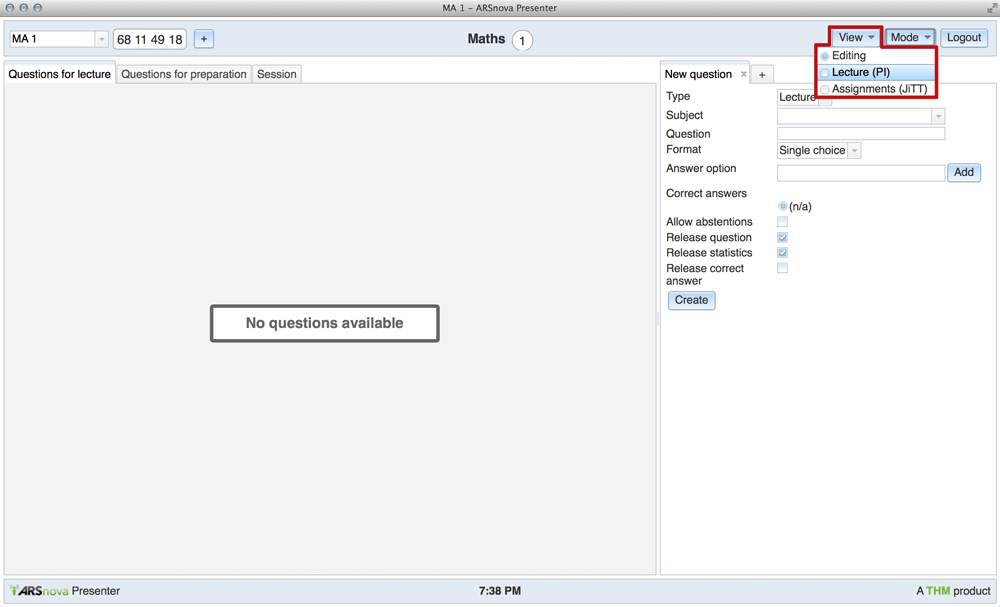 MA 1 - ARSnova Presenter
MA 1 68 11 49 18 + Maths 1 View Mode Logout
Editing
Lecture (PI)
Assignments (JiTT)
Questions for lecture Questions for preparation Session
New question × +
Type Lecture
Subject
Question
Format Single choice
Answer option Add
Correct answers
(n/a)
Allow abstentions
Release question
Release statistics
Release correct
answer
Create
No questions available
ARSnova Presenter 7:38 PM A THM product